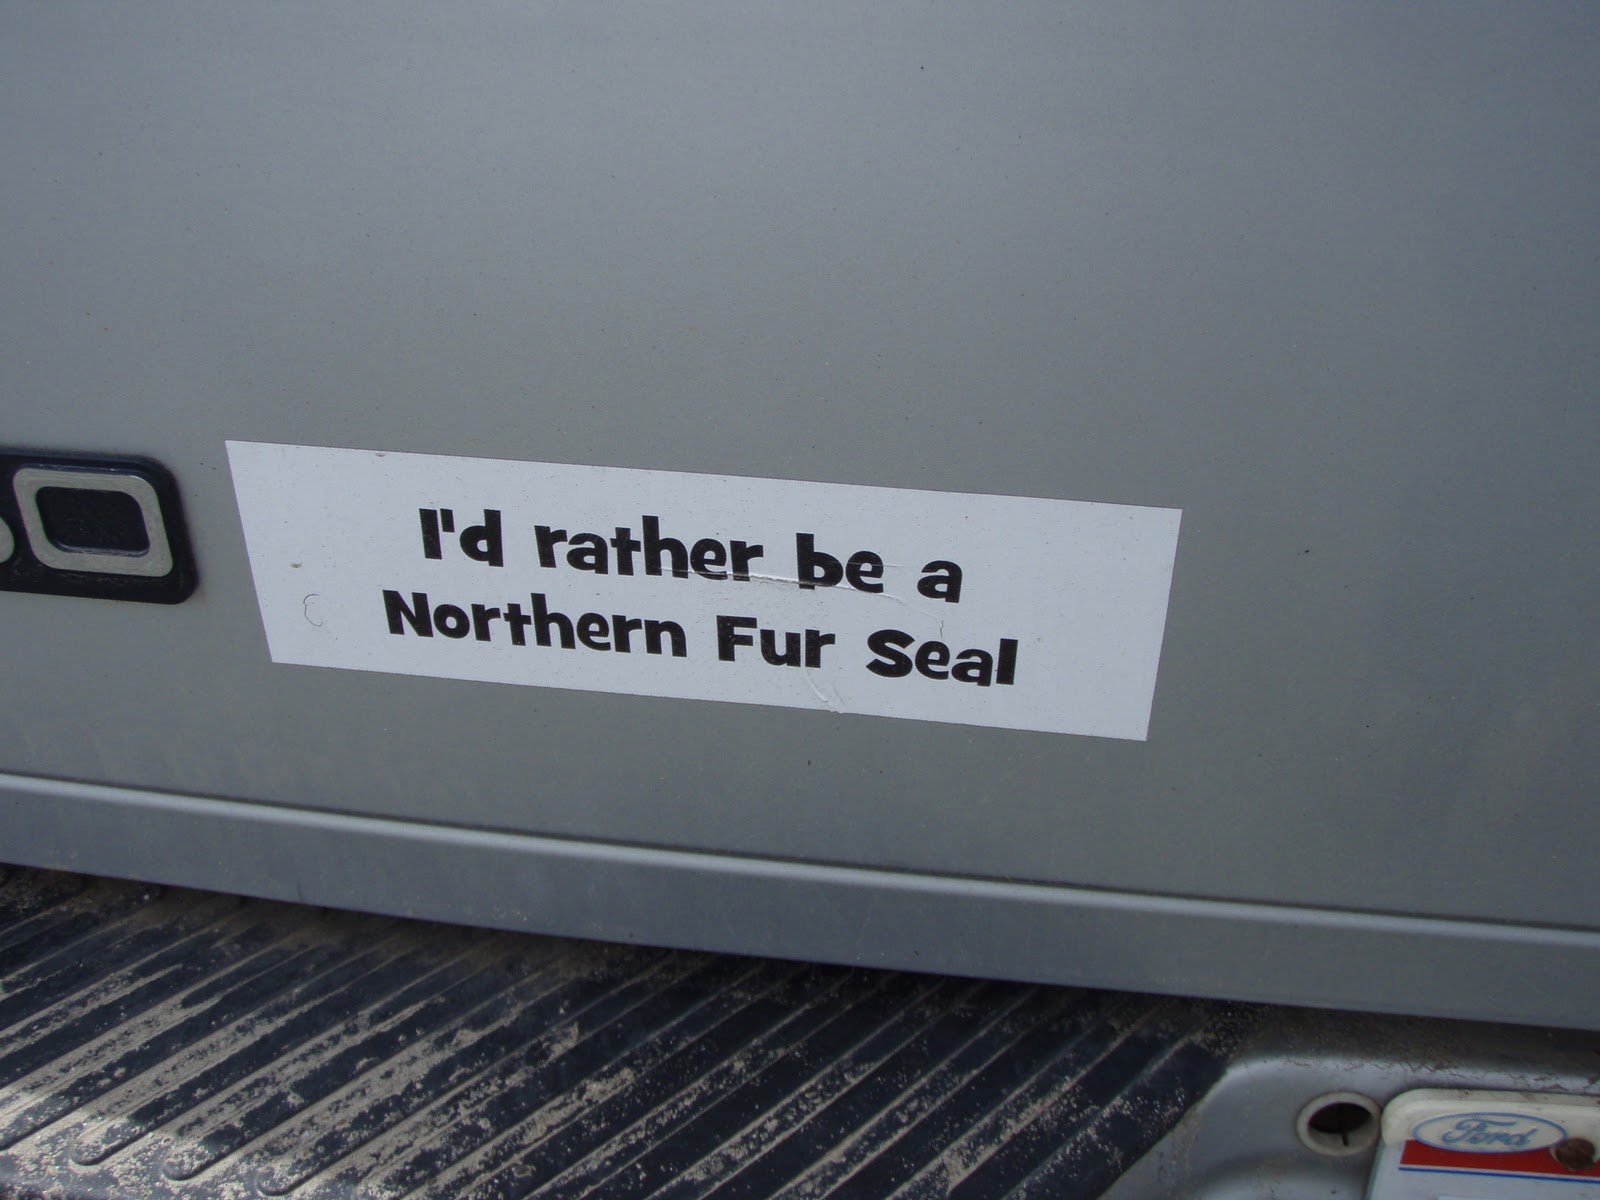 I'd rather be a
Northern Fur Seal
Ford